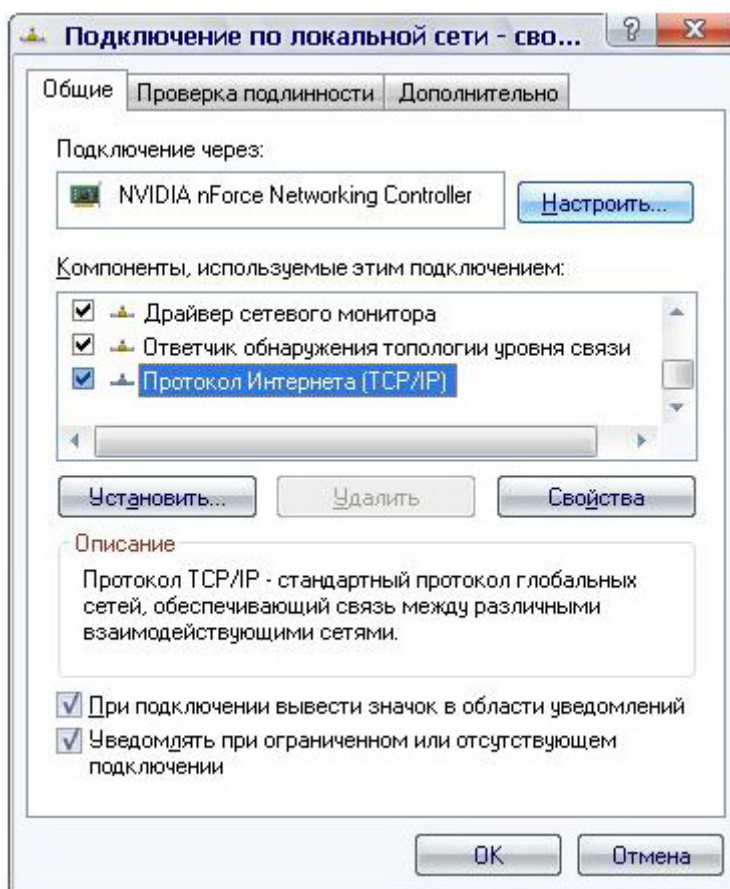 Подключение по локальной сети - сво...
?
X
Общие
Проверка подлинности
Дополнительно
Подключение через:
NVIDIA nForce Networking Controller
Настроить...
Компоненты, используемые этим подключением:
Драйвер сетевого монитора
Ответчик обнаружения топологии уровня связи
Протокол Интернета (TCP/IP)
Установить...
Удалить
Свойства
Описание
Протокол TCP/IP - стандартный протокол глобальных
сетей, обеспечивающий связь между различными
взаимодействующими сетями.
При подключении вывести значок в области уведомлений
Уведомлять при ограниченном или отсутствующем
подключении
OK
Отмена